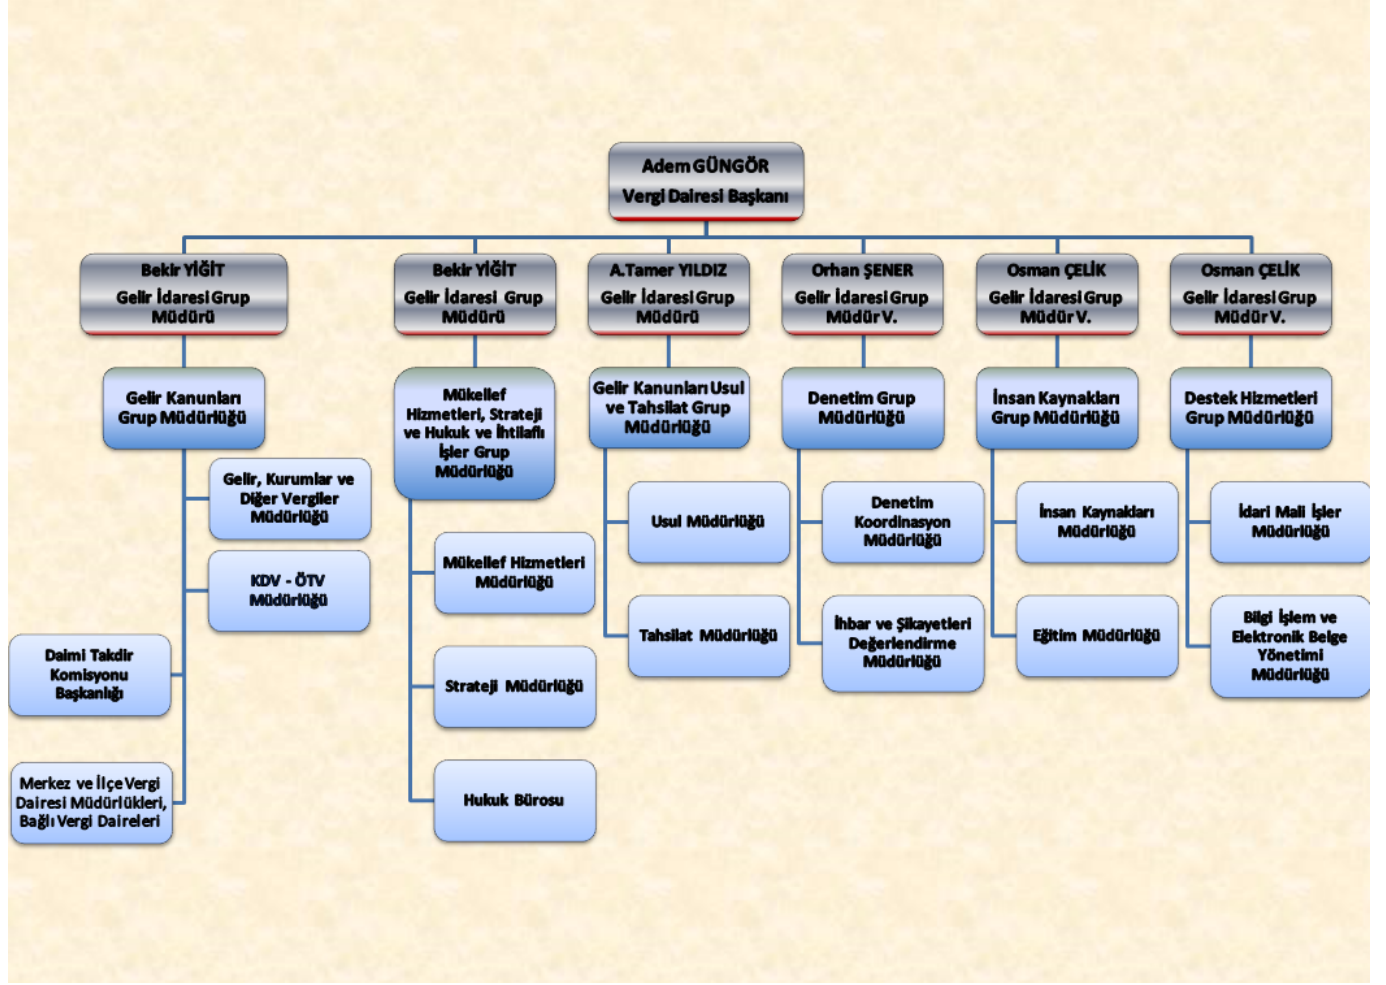 Adem GÜNGÖR
Vergi Dairesi Başkanı
Bekir YİĞİT
Gelir İdaresi Grup
Müdürü
Bekir YİĞİT
Gelir İdaresi Grup
Müdürü
A.Tamer YILDIZ
Gelir İdaresi Grup
Müdürü
Orhan ŞENER
Gelir İdaresi Grup
Müdür V.
Osman ÇELİK
Gelir İdaresi Grup
Müdür V.
Osman ÇELİK
Gelir İdaresi Grup
Müdür V.
Gelir Kanunları
Grup Müdürlüğü
Mükellef
Hizmetleri, Strateji
ve Hukuk ve İhtilaflı
İşler Grup
Müdürlüğü
Gelir Kanunları Usul
ve Tahsilat Grup
Müdürlüğü
Denetim Grup
Müdürlüğü
İnsan Kaynakları
Grup Müdürlüğü
Destek Hizmetleri
Grup Müdürlüğü
Gelir, Kurumlar ve
Diğer Vergiler
Müdürlüğü
KDV - ÖTV
Müdürlüğü
Daimi Takdir
Komisyonu
Başkanlığı
Merkez ve İlçe Vergi
Dairesi Müdürlükleri,
Bağlı Vergi Daireleri
Mükellef Hizmetleri
Müdürlüğü
Strateji Müdürlüğü
Hukuk Bürosu
Usul Müdürlüğü
Tahsilat Müdürlüğü
Denetim
Koordinasyon
Müdürlüğü
İhbar ve Şikayetleri
Değerlendirme
Müdürlüğü
İnsan Kaynakları
Müdürlüğü
Eğitim Müdürlüğü
İdari Mali İşler
Müdürlüğü
Bilgi İşlem ve
Elektronik Belge
Yönetimi
Müdürlüğü